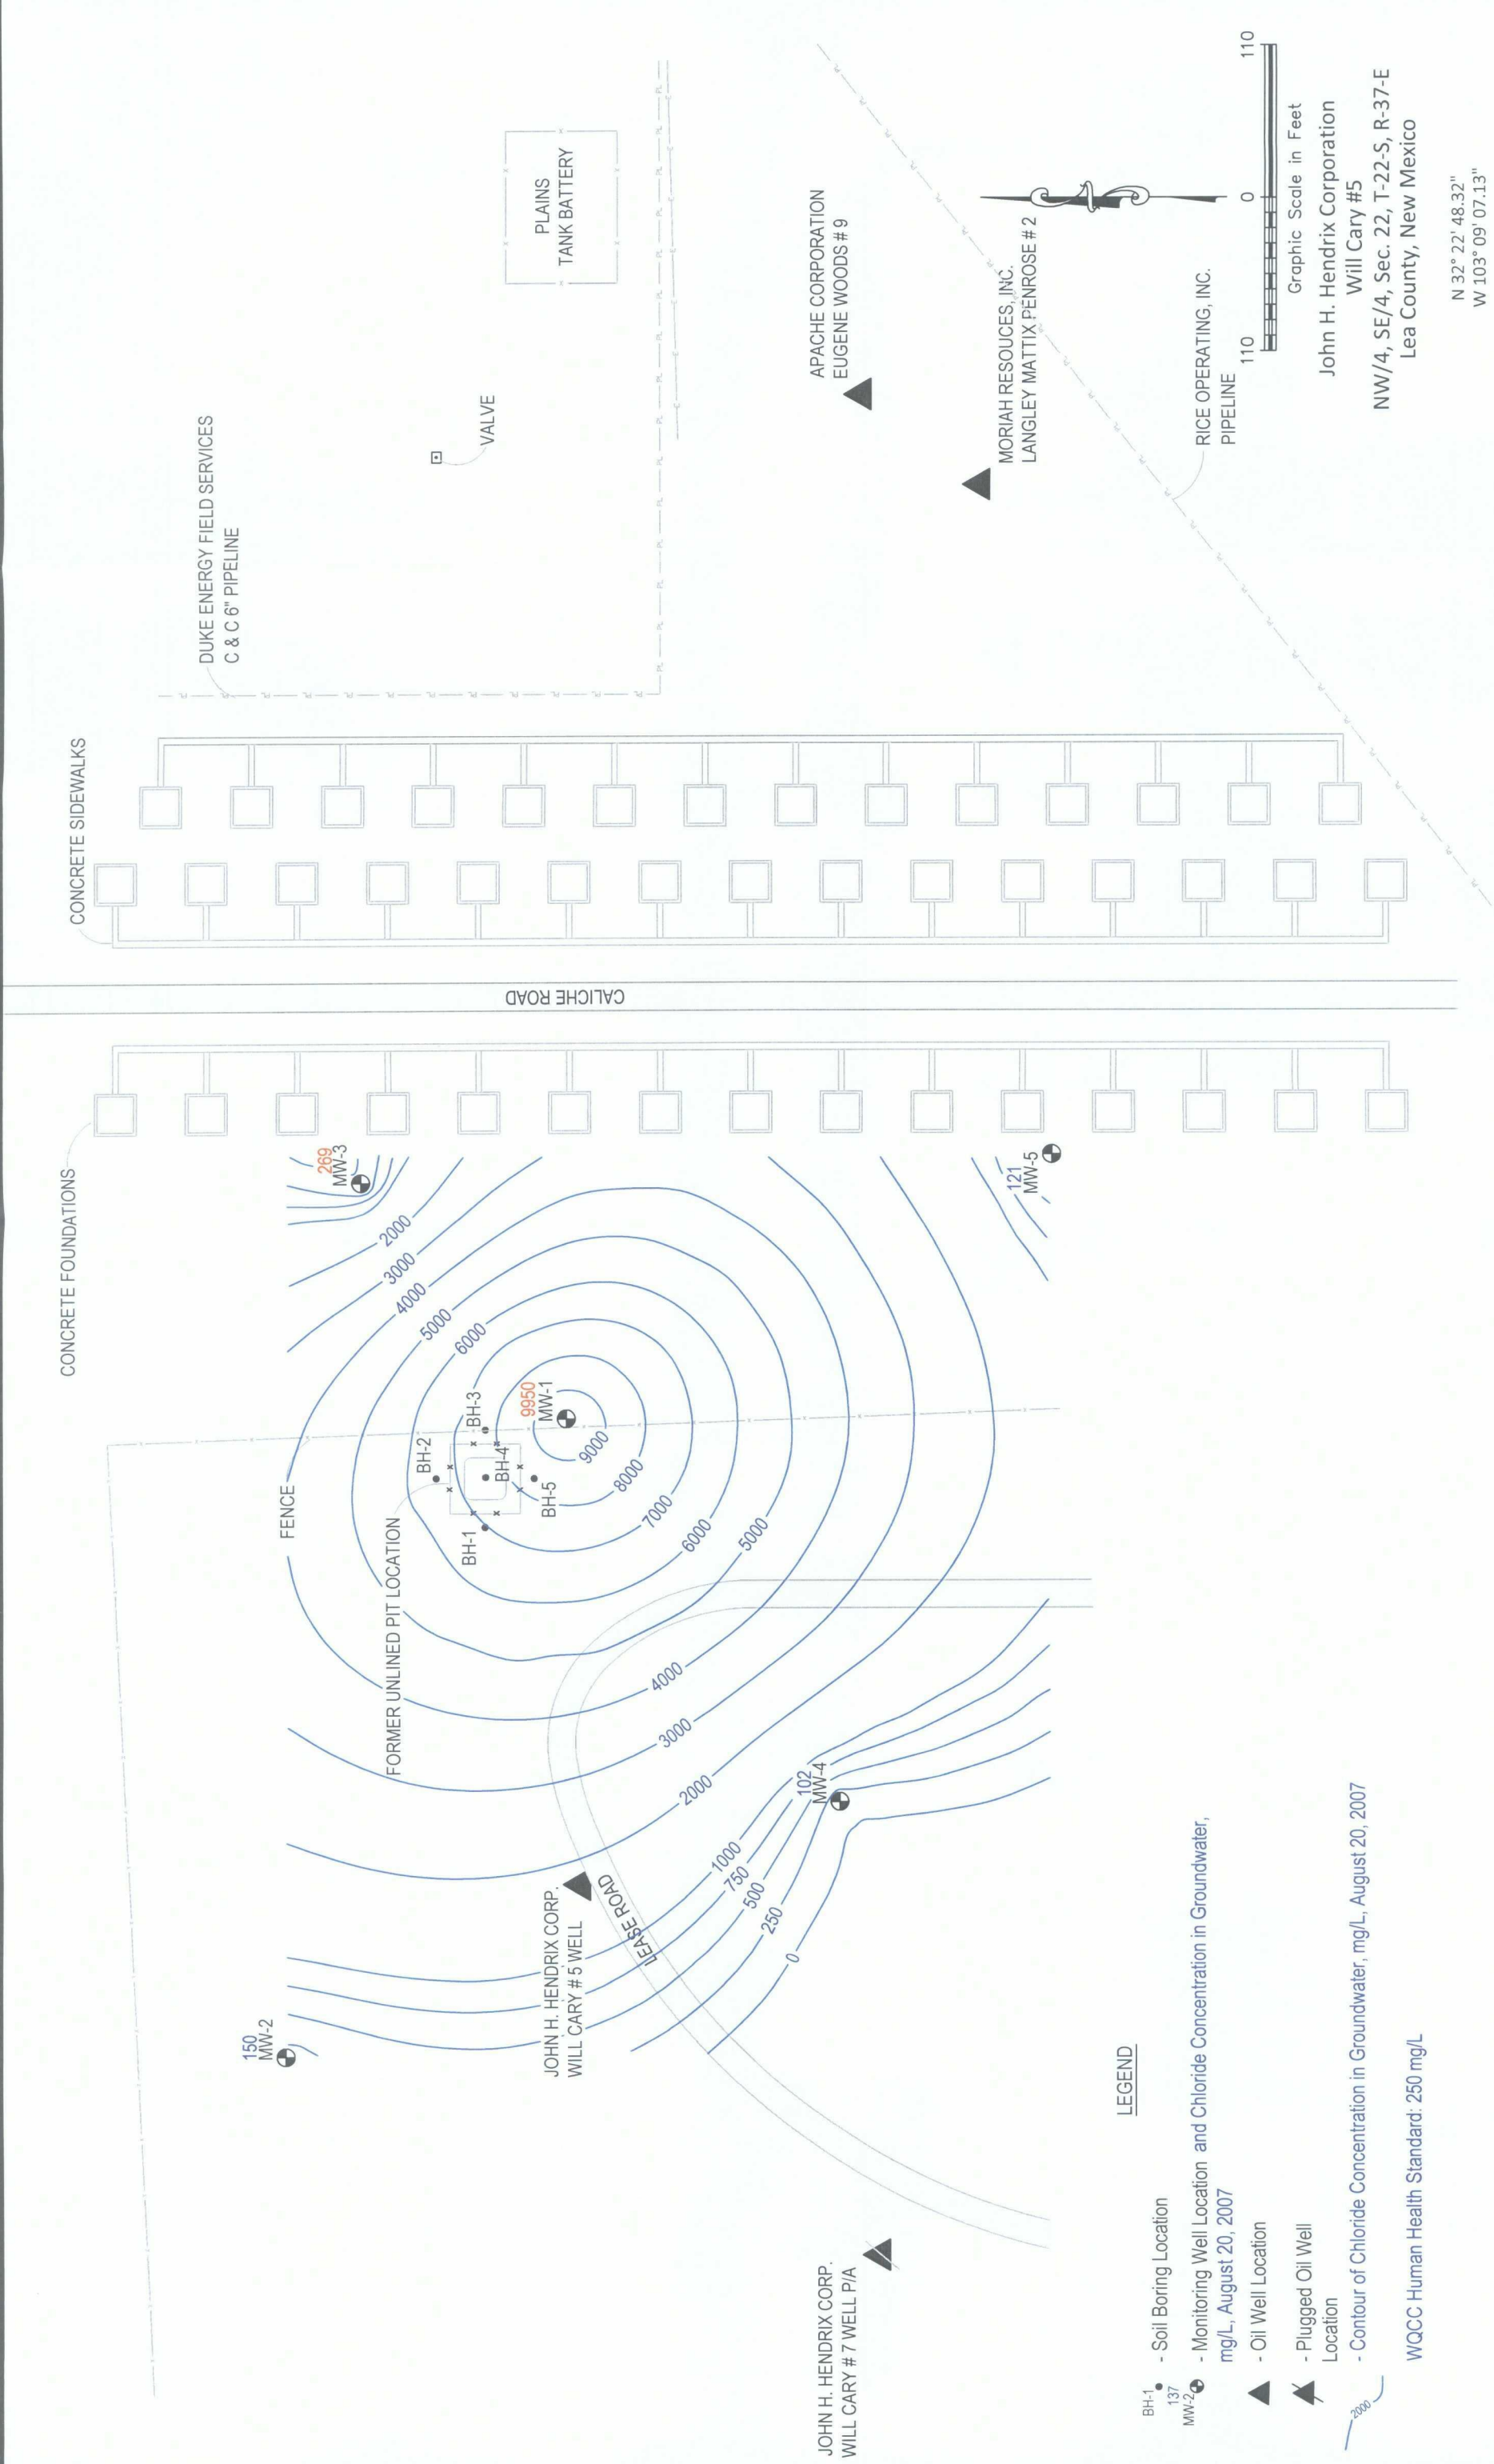 CONCRETE FOUNDATIONS
CONCRETE SIDEWALKS
DUKE ENERGY FIELD SERVICES
C & C 6" PIPELINE
150
MW-2
FENCE
269
MW-3
FORMER UNLINED PIT LOCATION
BH-2
BH-1
BH-3
BH-4
BH-5
9950
MW-1
2000
3000
4000
5000
6000
9000
8000
7000
6000
5000
4000
3000
2000
1000
750
500
250
0
CALICHE ROAD
VALVE
PLAINS
TANK BATTERY
JOHN H. HENDRIX CORP.
WILL CARY # 5 WELL
LEASE ROAD
102
MW-4
121
MW-5
JOHN H. HENDRIX CORP.
WILL CARY # 7 WELL P/A
APACHE CORPORATION
EUGENE WOODS # 9
MORIAH RESOUCES, INC.
LANGLEY MATTIX PENROSE # 2
RICE OPERATING, INC.
PIPELINE
LEGEND
BH-1 - Soil Boring Location
137
MW-2 - Monitoring Well Location and Chloride Concentration in Groundwater,
mg/L, August 20, 2007
- Oil Well Location
- Plugged Oil Well
Location
2000 - Contour of Chloride Concentration in Groundwater, mg/L, August 20, 2007
WQCC Human Health Standard: 250 mg/L
110 0 110
Graphic Scale in Feet
John H. Hendrix Corporation
Will Cary #5
NW/4, SE/4, Sec. 22, T-22-S, R-37-E
Lea County, New Mexico
N 32° 22' 48.32"
W 103° 09' 07.13"